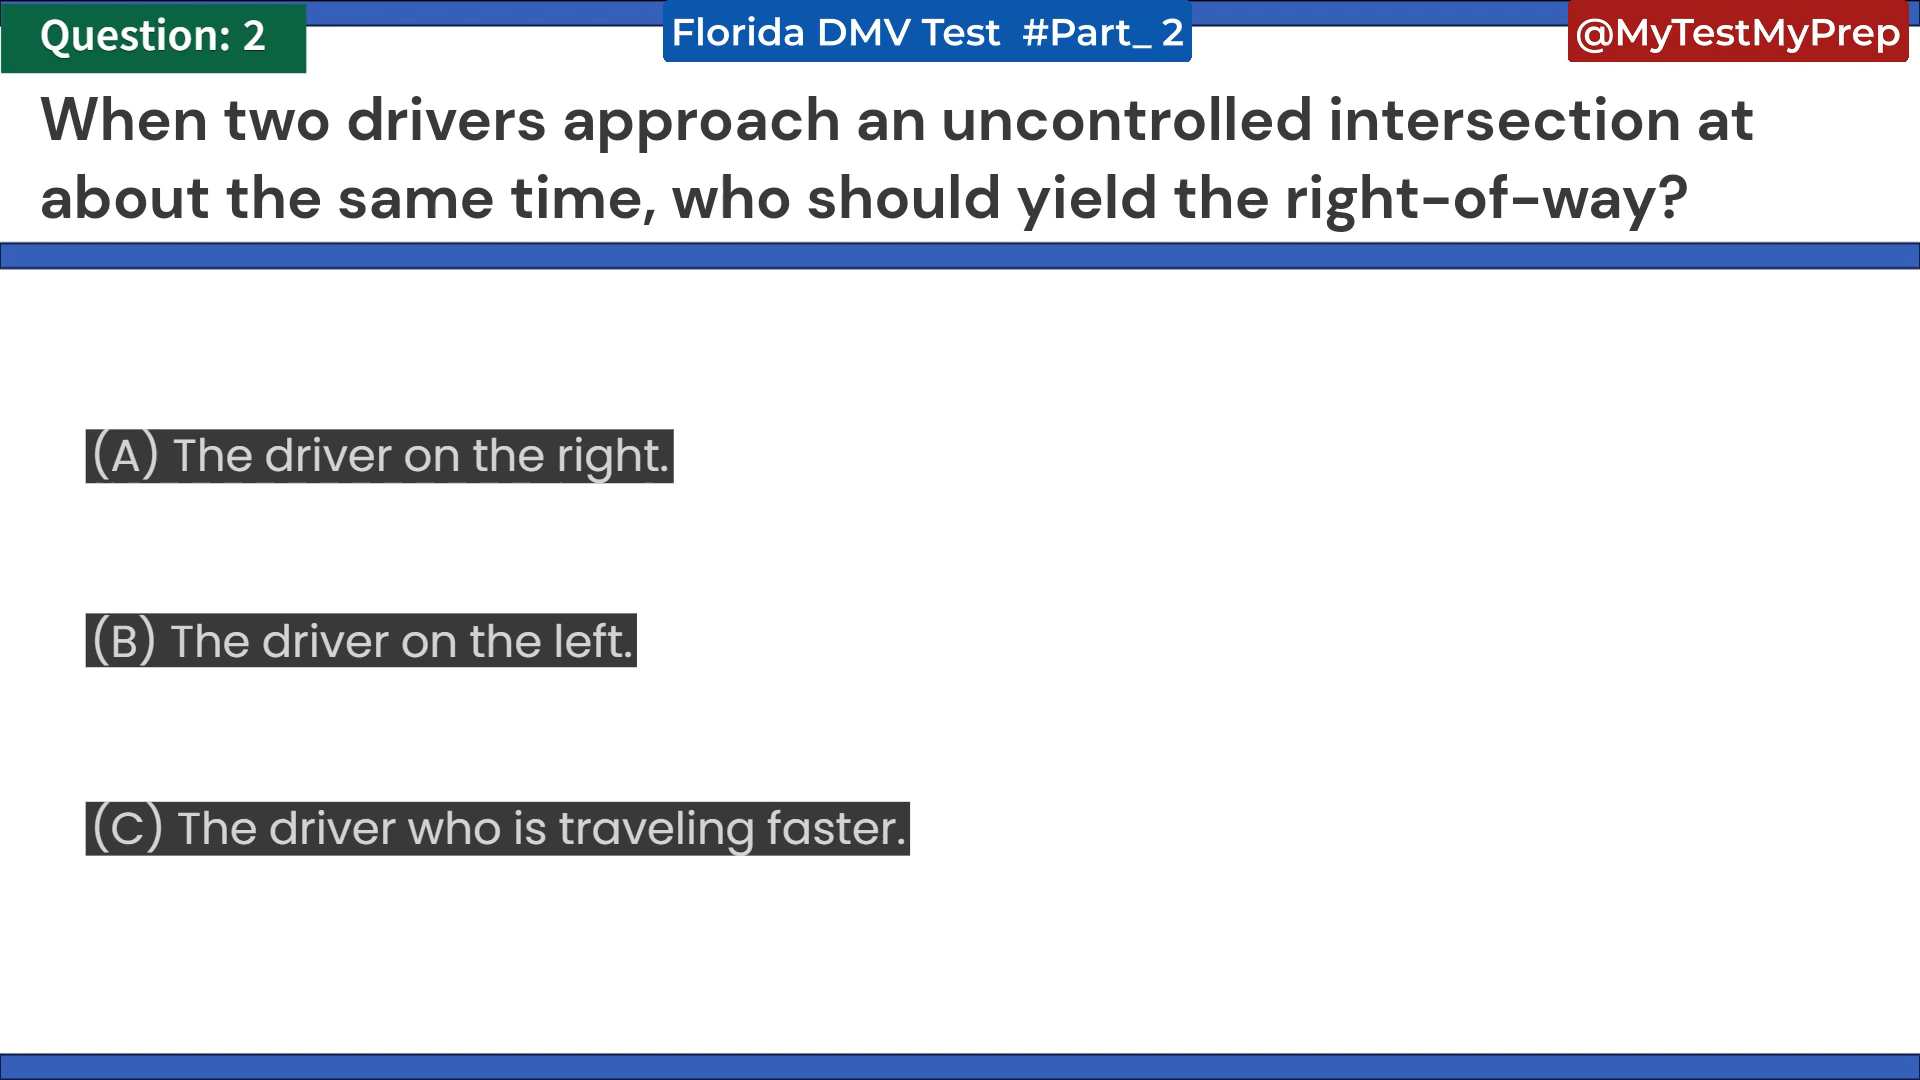 Question: 2
Florida DMV Test #Part_ 2
@MyTestMyPrep
When two drivers approach an uncontrolled intersection at
about the same time, who should yield the right-of-way?
(A) The driver on the right.
(B) The driver on the left.
(C) The driver who is traveling faster.